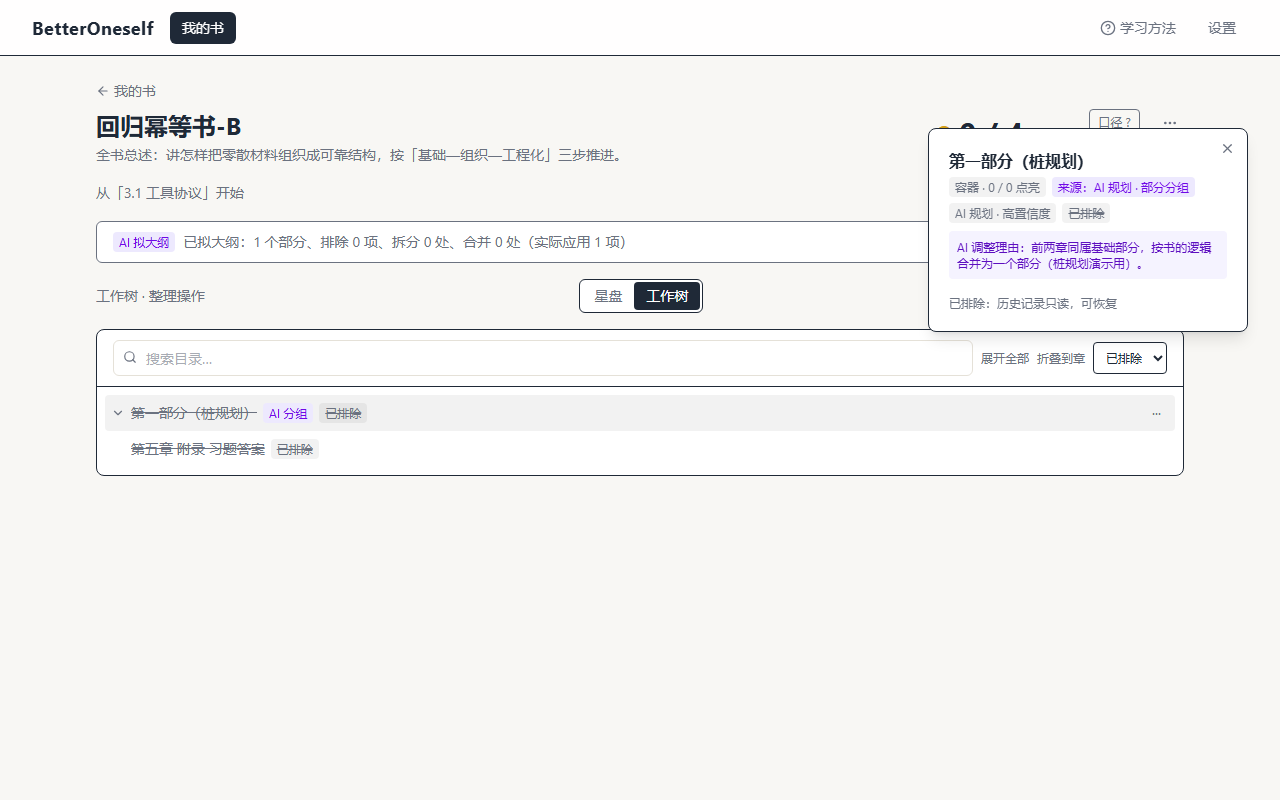 BetterOneself
我的书
学习方法
设置
我的书
回归幂等书-B
口径 ?
全书总述：讲怎样把零散材料组织成可靠结构，按「基础—组织—工程化」三步推进。
从「3.1 工具协议」开始
AI 拟大纲 已拟大纲：1 个部分、排除 0 项、拆分 0 处、合并 0 处（实际应用 1 项）
第一部分（桩规划）
容器 · 0 / 0 点亮 来源：AI 规划 · 部分分组
AI 规划 · 高置信度 已排除
AI 调整理由：前两章同属基础部分，按书的逻辑
合并为一个部分（桩规划演示用）。
已排除：历史记录只读，可恢复
工作树 · 整理操作
星盘 工作树
搜索目录... 展开全部 折叠到章 已排除
第一部分（桩规划） AI 分组 已排除
第五章 附录 习题答案 已排除